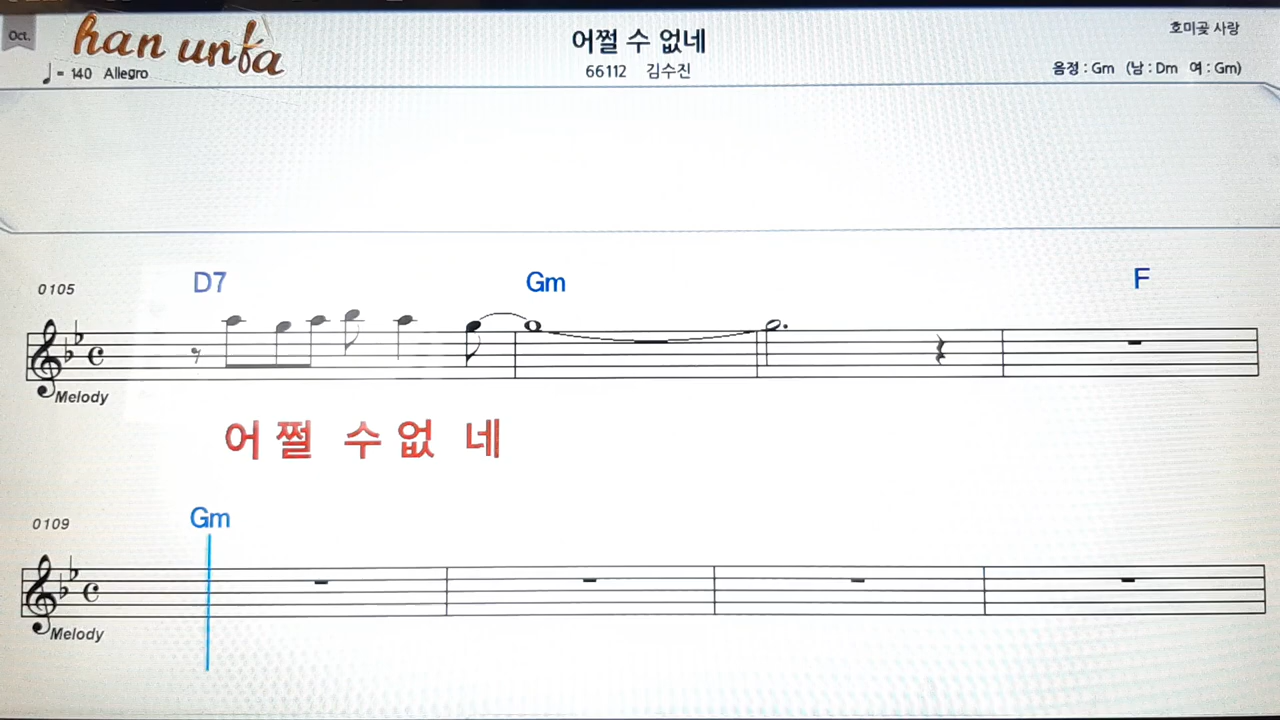 Oct.
han unfa
어쩔 수 없네
호미곶 사랑
♩ = 140 Allegro
66112 김수진
음정 : Gm (남 : Dm 여 : Gm)
0105
D7 Gm F
Melody
어 쩔 수 없 네
0109
Gm
Melody